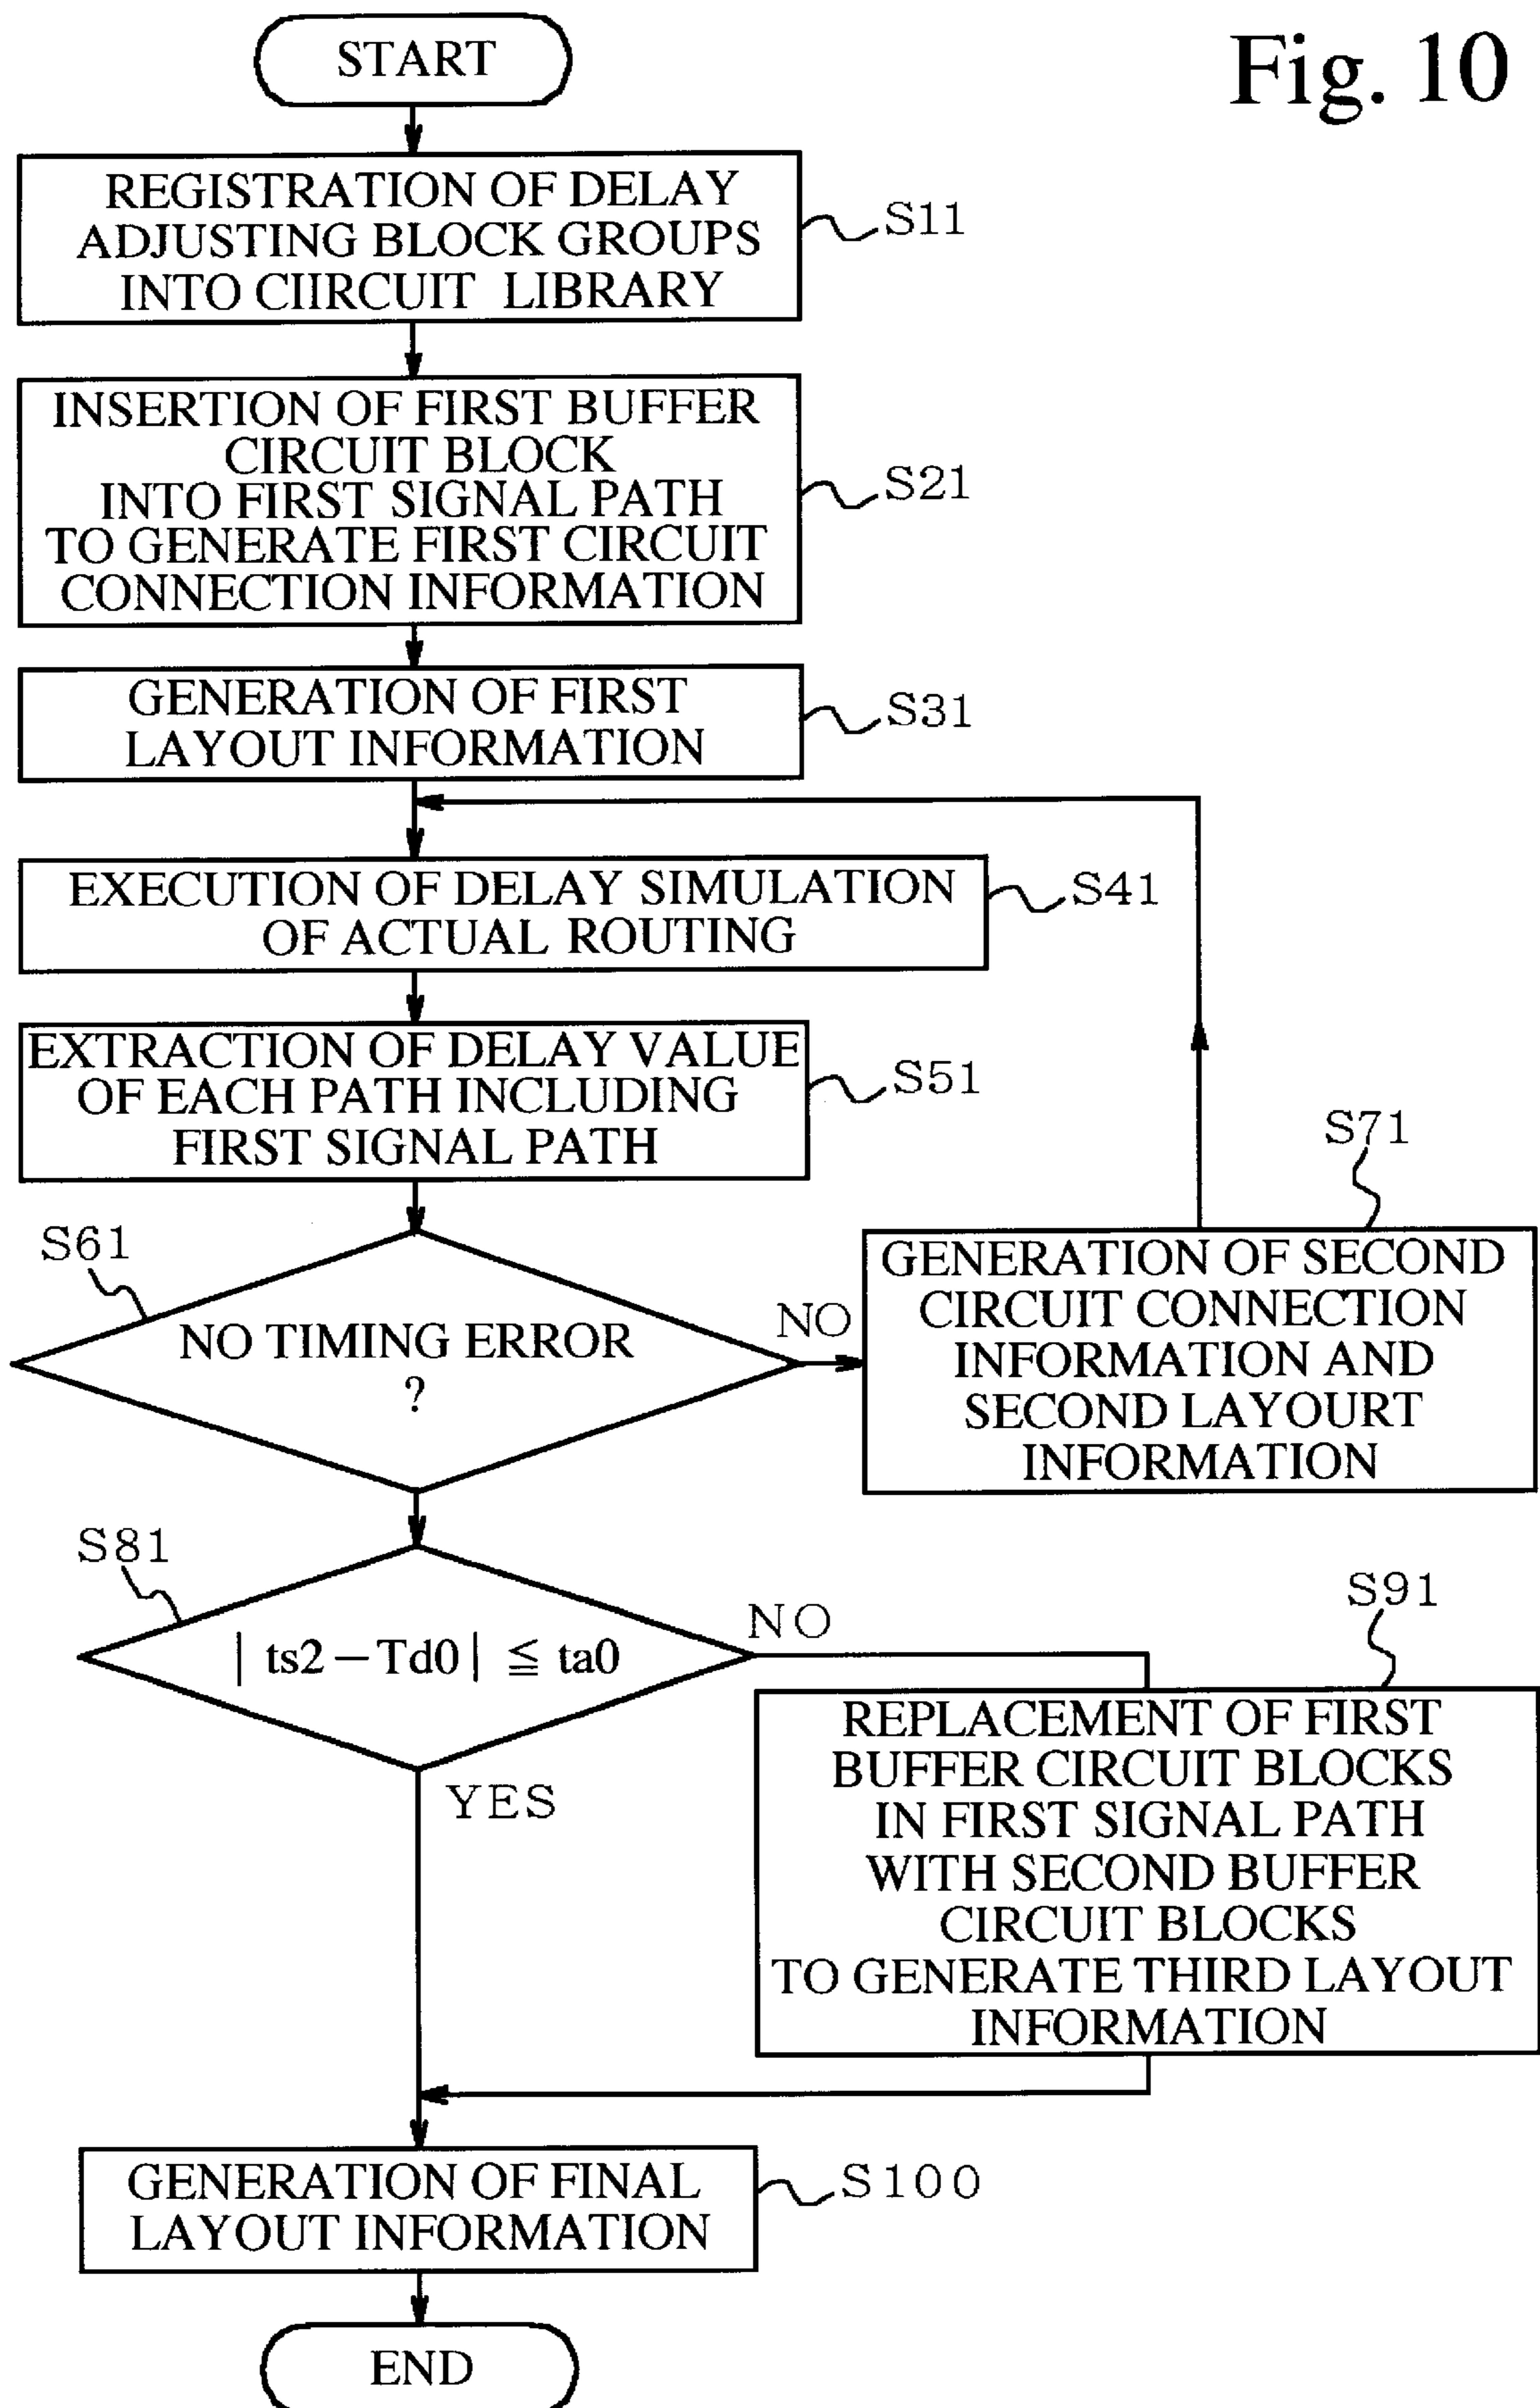 Fig. 10
START
REGISTRATION OF DELAY
ADJUSTING BLOCK GROUPS
INTO CIIRCUIT LIBRARY
S11
INSERTION OF FIRST BUFFER
CIRCUIT BLOCK
INTO FIRST SIGNAL PATH
TO GENERATE FIRST CIRCUIT
CONNECTION INFORMATION
S21
GENERATION OF FIRST
LAYOUT INFORMATION
S31
EXECUTION OF DELAY SIMULATION
OF ACTUAL ROUTING
S41
EXTRACTION OF DELAY VALUE
OF EACH PATH INCLUDING
FIRST SIGNAL PATH
S51
S61
NO TIMING ERROR
?
NO
S71
GENERATION OF SECOND
CIRCUIT CONNECTION
INFORMATION AND
SECOND LAYOURT
INFORMATION
S81
| ts2 – Td0 | ≦ ta0
NO
YES
S91
REPLACEMENT OF FIRST
BUFFER CIRCUIT BLOCKS
IN FIRST SIGNAL PATH
WITH SECOND BUFFER
CIRCUIT BLOCKS
TO GENERATE THIRD LAYOUT
INFORMATION
GENERATION OF FINAL
LAYOUT INFORMATION
S100
END